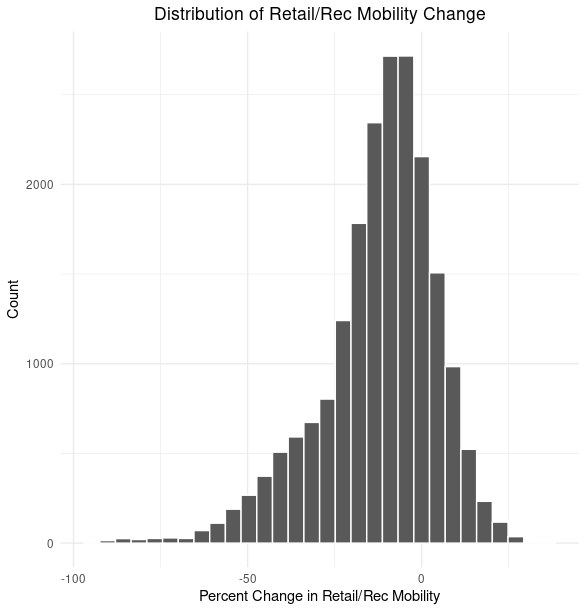 Distribution of Retail/Rec Mobility Change
2000
1000
0
Count
-100
-50
0
Percent Change in Retail/Rec Mobility